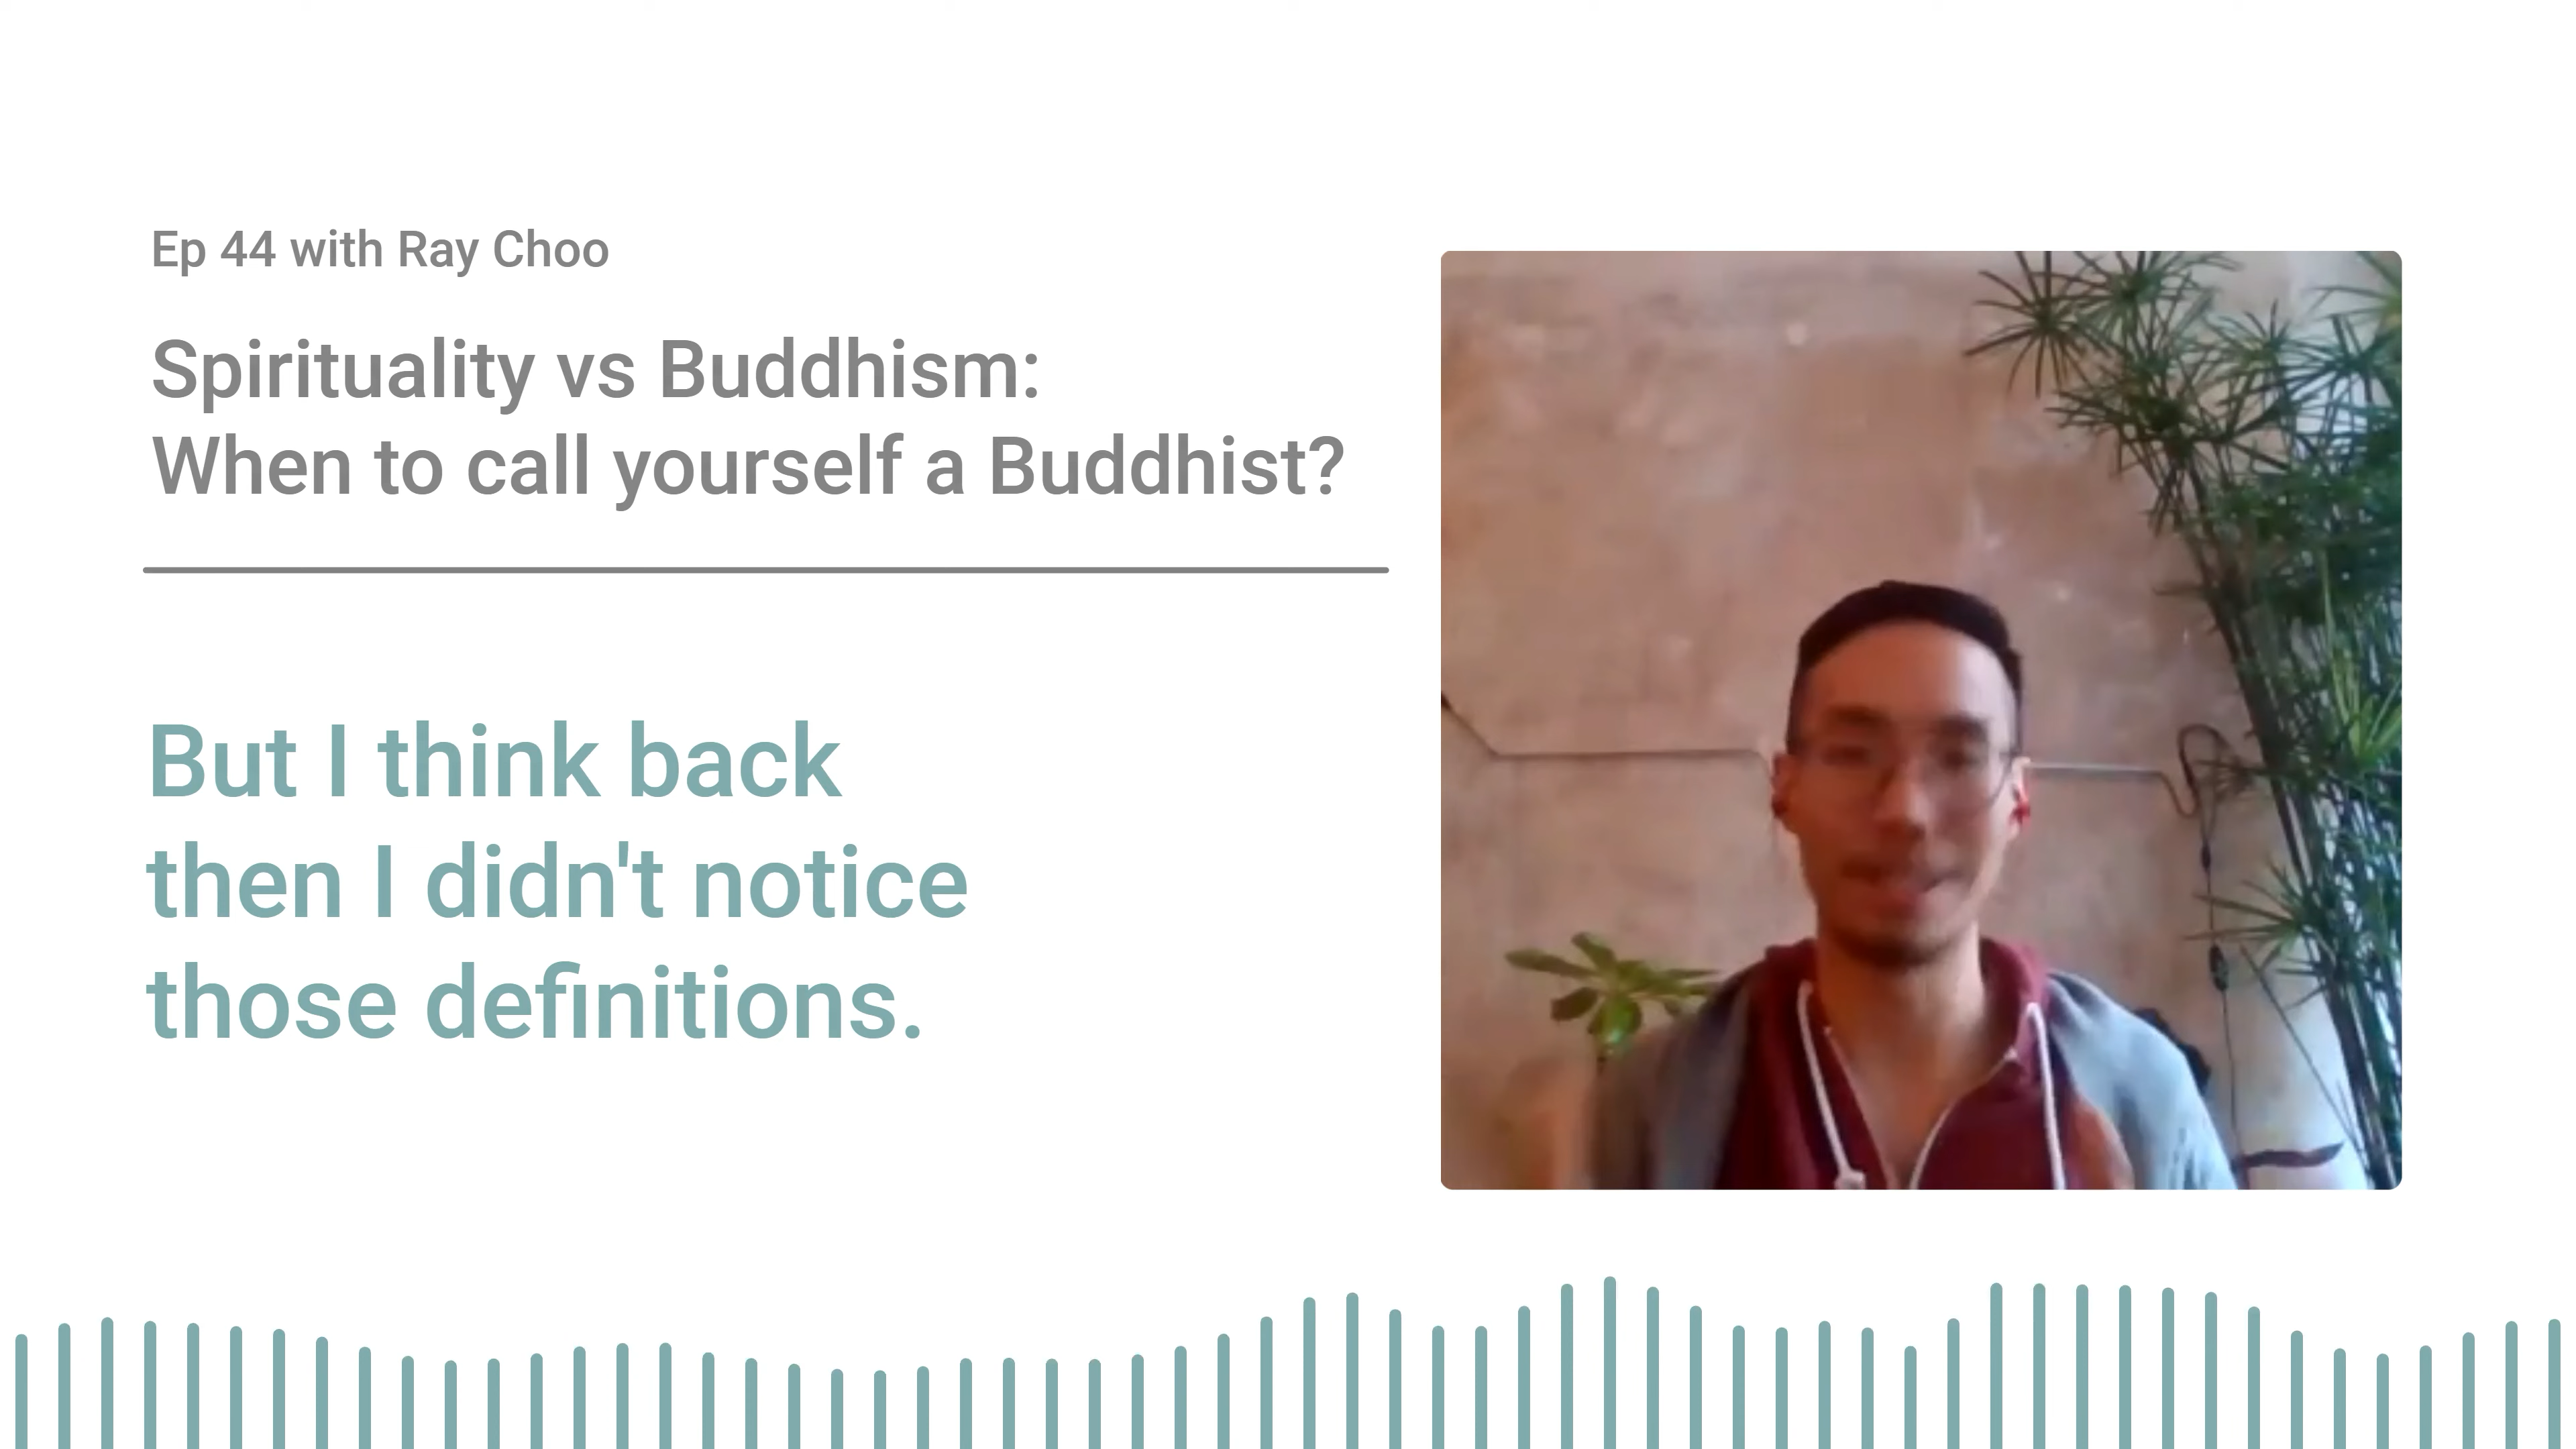 Ep 44 with Ray Choo
Spirituality vs Buddhism:
When to call yourself a Buddhist?
But I think back
then I didn't notice
those definitions.